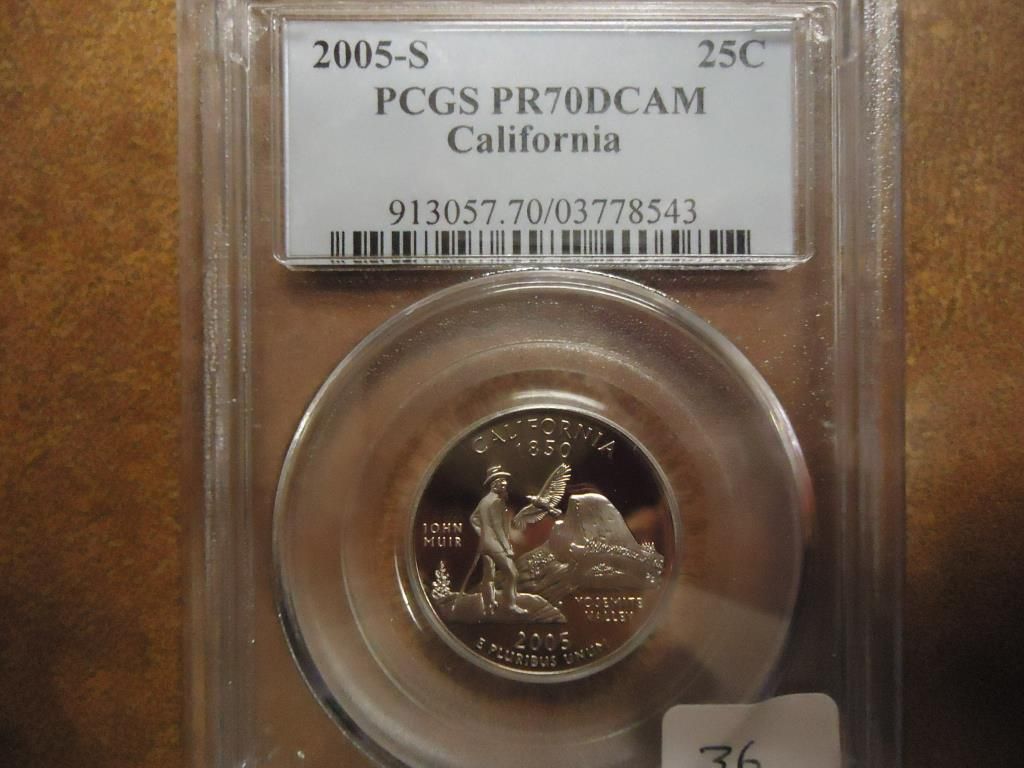 2005-S 25C
PCGS PR70DCAM
California
913057.70/03778543
CALIFORNIA
1850
JOHN
MUIR
YOSEMITE
VALLEY
2005
E PLURIBUS UNUM
36